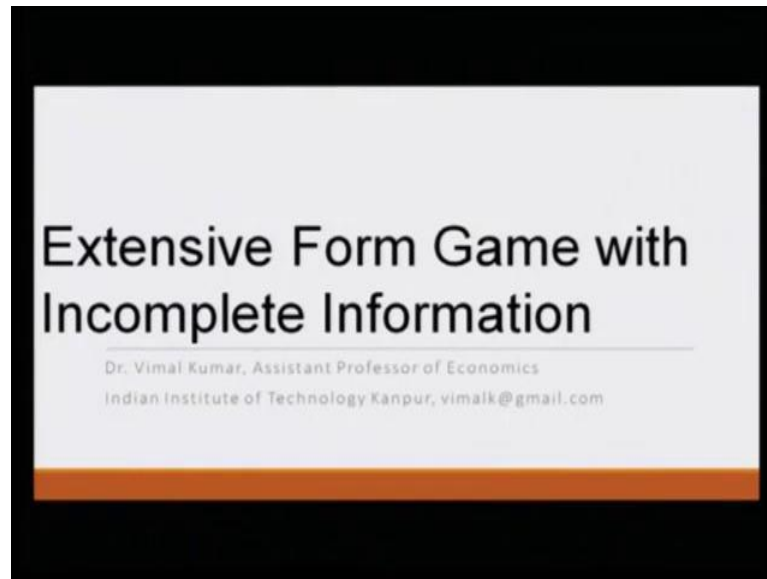 Extensive Form Game with
Incomplete Information
Dr. Vimal Kumar, Assistant Professor of Economics
Indian Institute of Technology Kanpur, vimalk@gmail.com